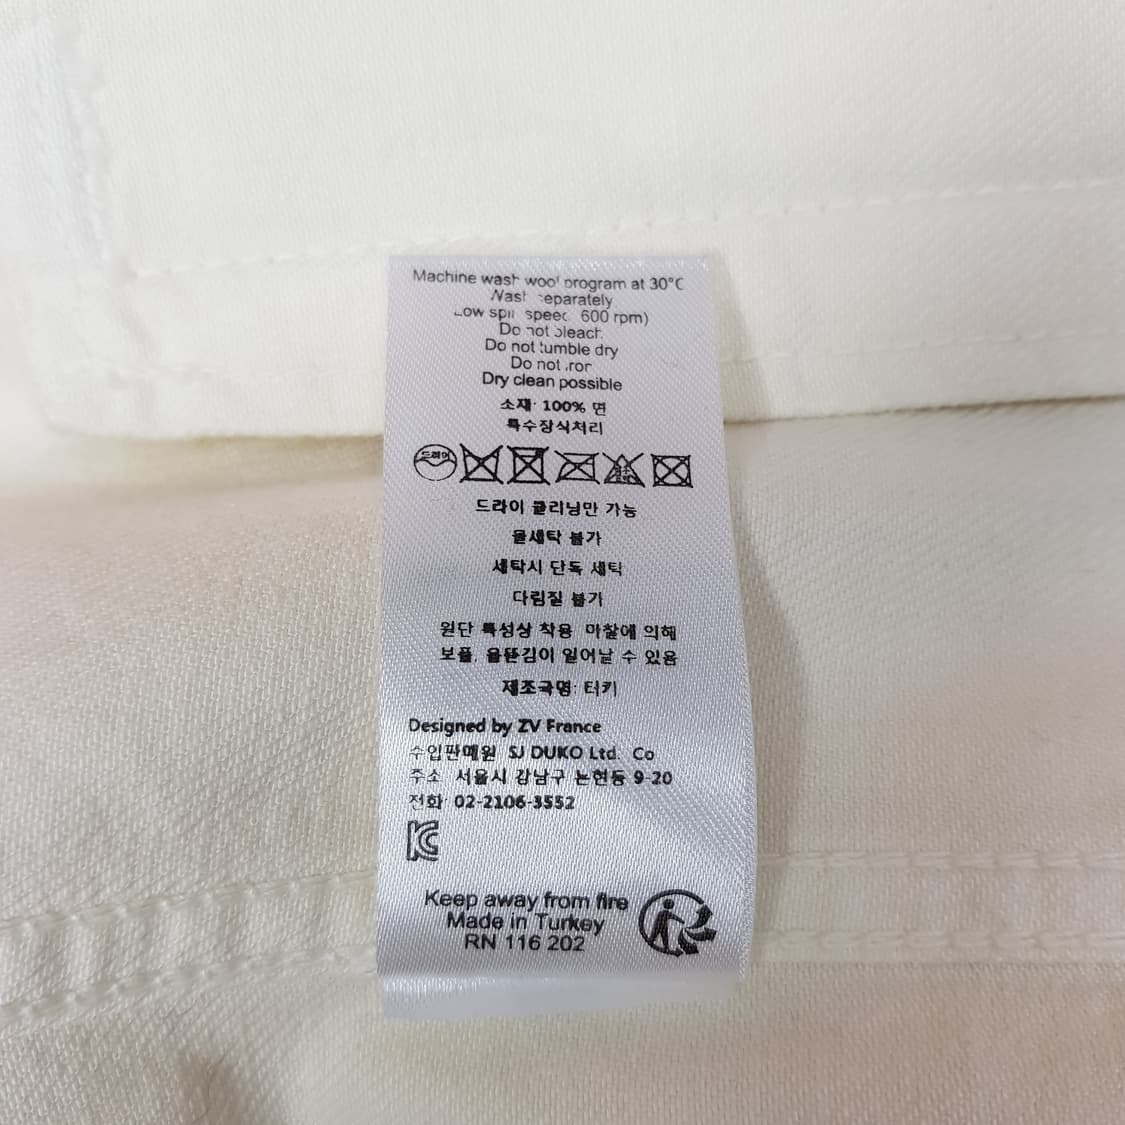 Machine wash wool program at 30°C
Wash separately
Low spin speed 600 rpm)
Do not bleach
Do not tumble dry
Do not iron
Dry clean possible
소재: 100% 면
특수장식처리
드라이
드라이 클리닝만 가능
물세탁 불가
세탁시 단독 세탁
다림질 불가
원단 특성상 착용 마찰에 의해
보풀, 올뜯김이 일어날 수 있음
제조국명: 터키
Designed by ZV France
수입판매원 SJ DUKO Ltd. Co
주소 서울시 강남구 논현동 9-20
전화: 02-2106-3552
KC
Keep away from fire
Made in Turkey
RN 116 202